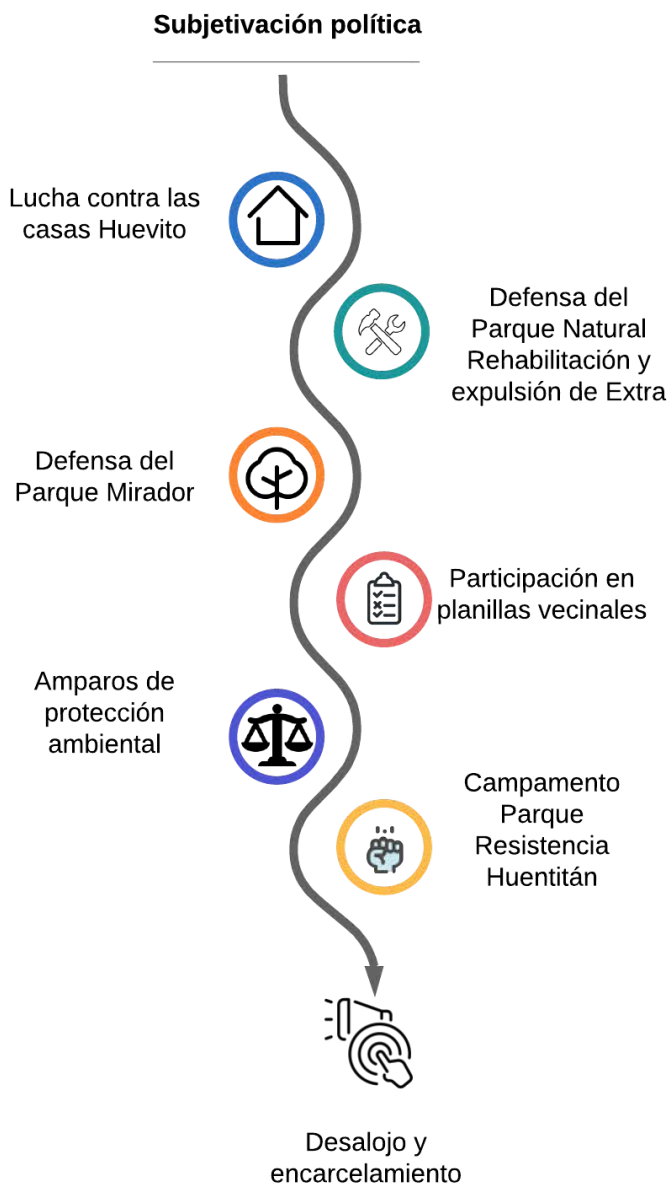 Subjetivación política
Lucha contra las
casas Huevito
Defensa del
Parque Natural
Rehabilitación y
expulsión de Extra
Defensa del
Parque Mirador
Participación en
planillas vecinales
Amparos de
protección
ambiental
Campamento
Parque
Resistencia
Huentitán
Desalojo y
encarcelamiento